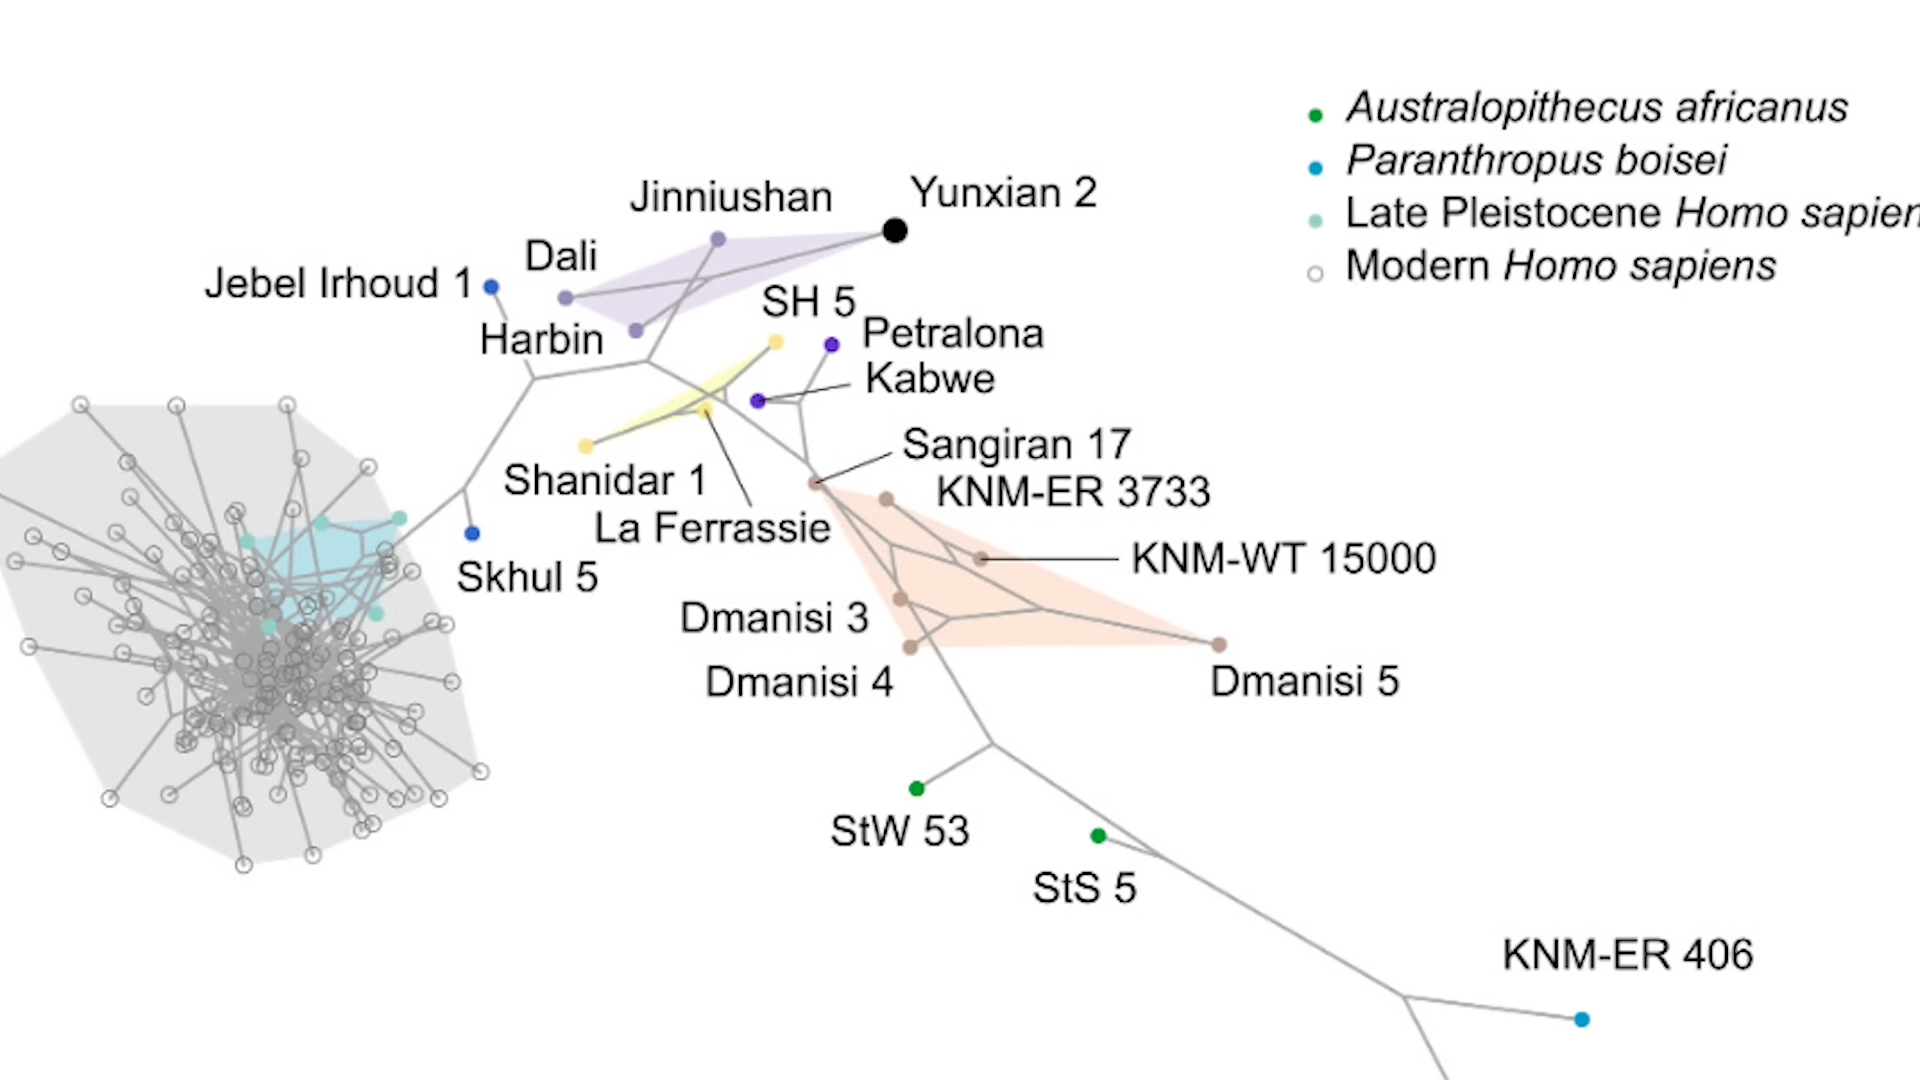 Australopithecus africanus
Paranthropus boisei
Late Pleistocene Homo sapien
Modern Homo sapiens
Jinniushan
Yunxian 2
Dali
Jebel Irhoud 1
SH 5
Harbin
Petralona
Kabwe
Sangiran 17
Shanidar 1
KNM-ER 3733
La Ferrassie
KNM-WT 15000
Skhul 5
Dmanisi 3
Dmanisi 4
Dmanisi 5
StW 53
StS 5
KNM-ER 406